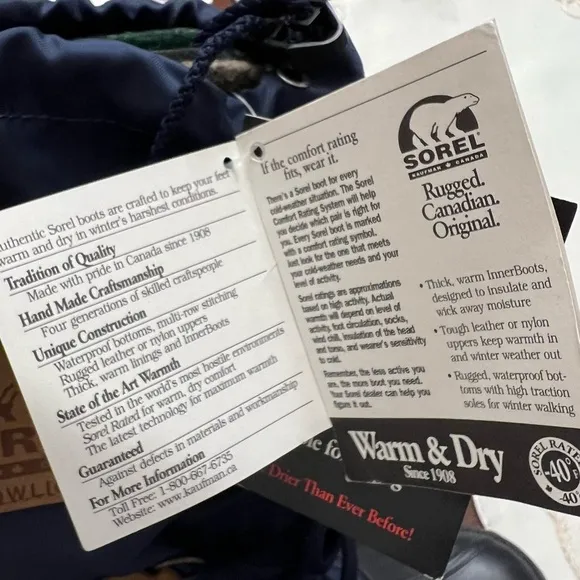 Authentic Sorel boots are crafted to keep your feet
warm and dry in winter's harshest conditions.
Tradition of Quality
Made with pride in Canada since 1908
Hand Made Craftsmanship
Four generations of skilled craftspeople
Unique Construction
Waterproof bottoms, multi-row stitching
Rugged leather or nylon uppers
Thick, warm linings and InnerBoots
State of the Art Warmth
Tested in the world's most hostile environments
Sorel Rated for warm, dry comfort
The latest technology for maximum warmth
Guaranteed
Against defects in materials and workmanship
For More Information
Toll Free: 1-800-667-6735
Website: www.kaufman.ca
If the comfort rating
fits, wear it.
There's a Sorel boot for every
cold-weather situation. The Sorel
Comfort Rating System will help
you decide which pair is right for
you. Every Sorel boot is marked
with a comfort rating symbol.
Just look for the one that meets
your cold-weather needs and your
level of activity.
Sorel ratings are approximations
based on high activity. Actual
warmth will depend on level of
activity, foot circulation, socks,
wind chill, insulation of the head
and torso, and wearer's sensitivity
to cold.
Remember, the less active you
are, the more boot you need.
Your Sorel dealer can help you
figure it out.
SOREL
KAUFMAN CANADA
Rugged.
Canadian.
Original.
• Thick, warm InnerBoots,
designed to insulate and
wick away moisture
• Tough leather or nylon
uppers keep warmth in
and winter weather out
• Rugged, waterproof bot-
toms with high traction
soles for winter walking
Warm & Dry
Since 1908
SOREL RATE
-40°F
-40°
Drier Than Ever Before!